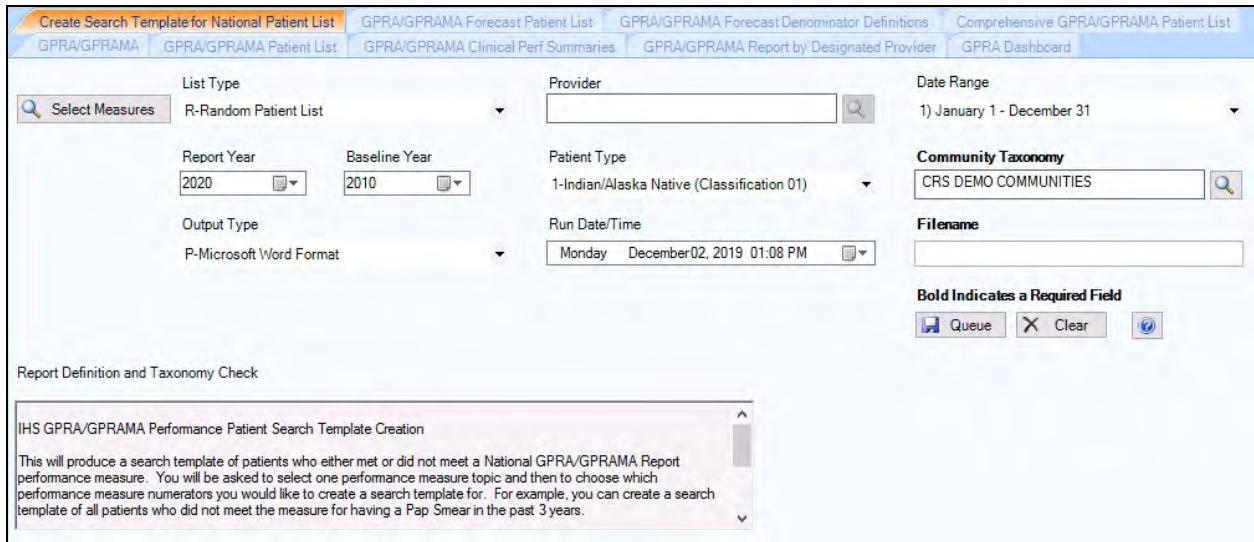 Create Search Template for National Patient List GPRA/GPRAMA Forecast Patient List GPRA/GPRAMA Forecast Denominator Definitions Comprehensive GPRA/GPRAMA Patient List
GPRA/GPRAMA GPRA/GPRAMA Patient List GPRA/GPRAMA Clinical Perf Summaries GPRA/GPRAMA Report by Designated Provider GPRA Dashboard
List Type Provider Date Range
Select Measures R-Random Patient List 1) January 1 - December 31
Report Year Baseline Year Patient Type Community Taxonomy
2020 2010 1-Indian/Alaska Native (Classification 01) CRS DEMO COMMUNITIES
Output Type Run Date/Time Filename
P-Microsoft Word Format Monday December02, 2019 01:08 PM
Bold Indicates a Required Field
Queue Clear
Report Definition and Taxonomy Check
IHS GPRA/GPRAMA Performance Patient Search Template Creation
This will produce a search template of patients who either met or did not meet a National GPRA/GPRAMA Report
performance measure. You will be asked to select one performance measure topic and then to choose which
performance measure numerators you would like to create a search template for. For example, you can create a search
template of all patients who did not meet the measure for having a Pap Smear in the past 3 years.